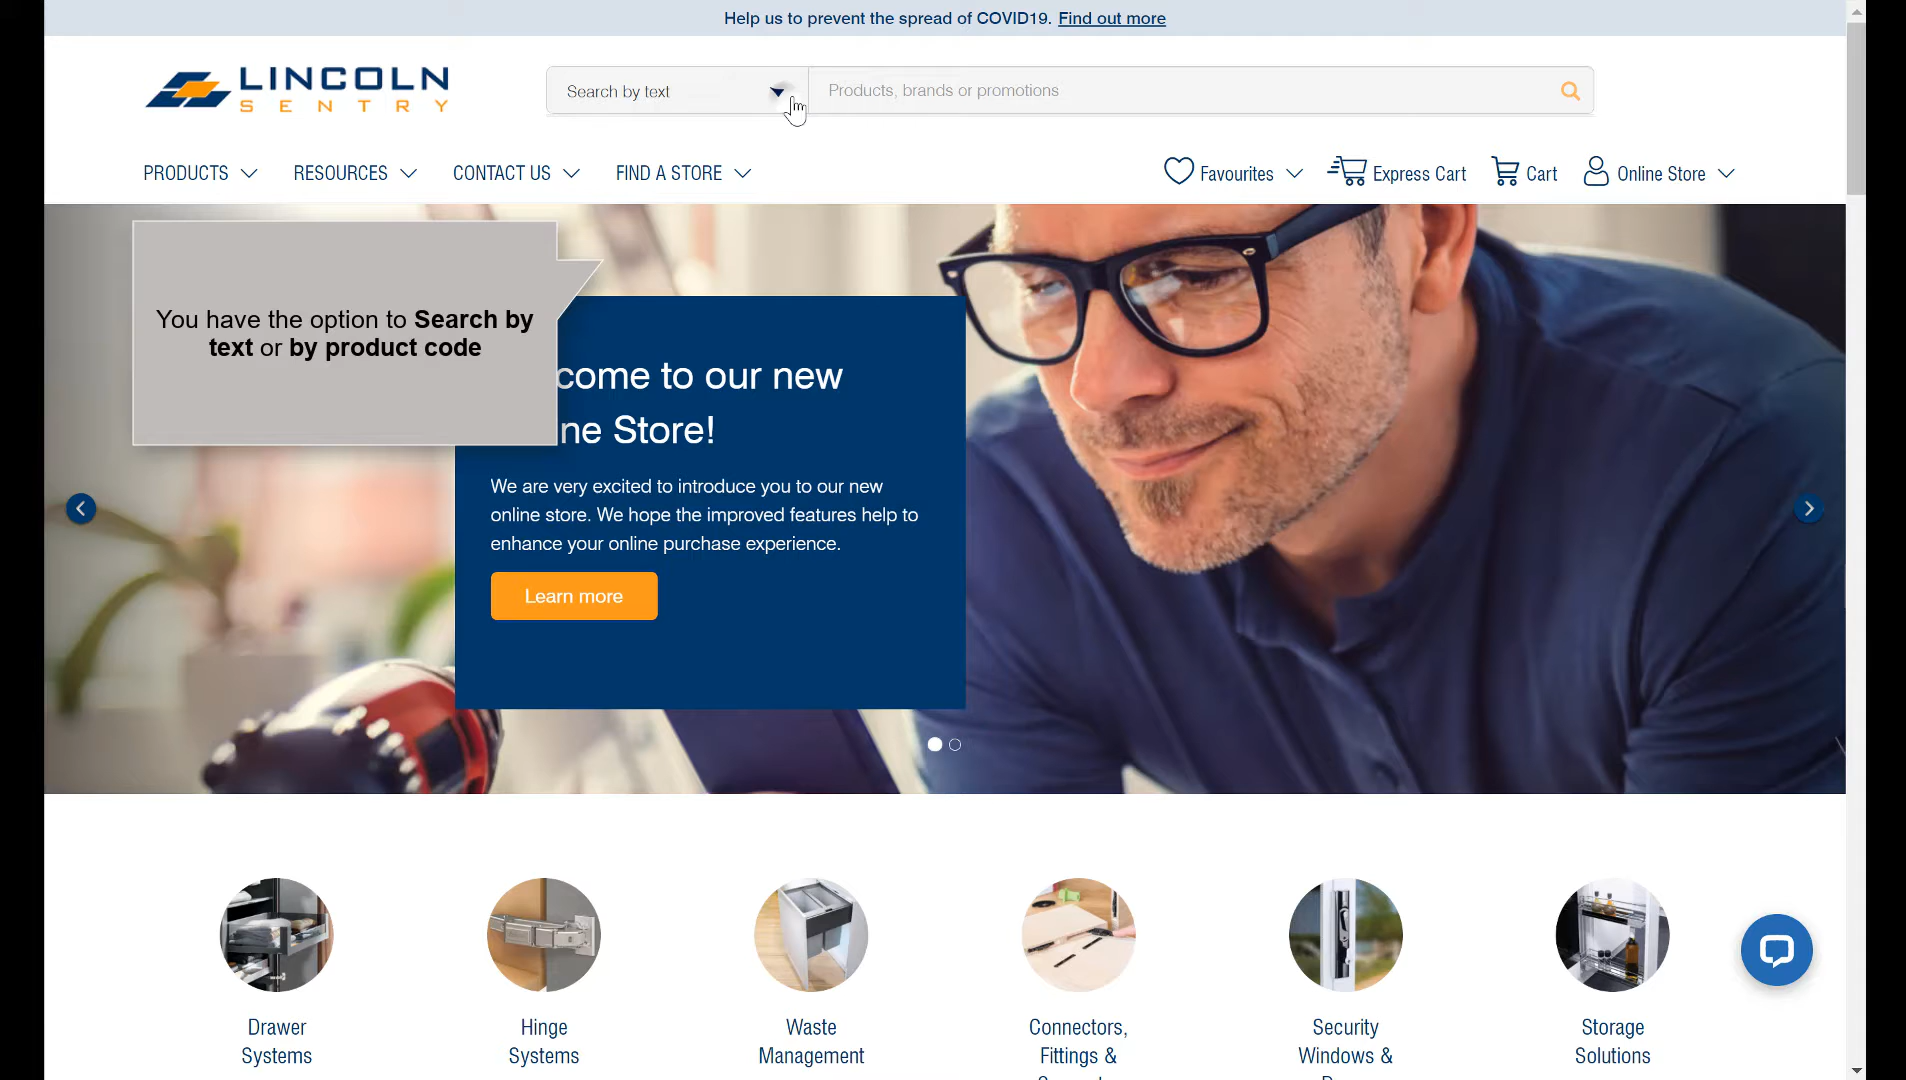 Help us to prevent the spread of COVID19. Find out more
LINCOLN
SENTRY
Search by text
Products, brands or promotions
PRODUCTS
RESOURCES
CONTACT US
FIND A STORE
Favourites
Express Cart
Cart
Online Store
You have the option to Search by
text or by product code
come to our new
ne Store!
We are very excited to introduce you to our new
online store. We hope the improved features help to
enhance your online purchase experience.
Learn more
Drawer
Systems
Hinge
Systems
Waste
Management
Connectors,
Fittings &
Security
Windows &
Storage
Solutions